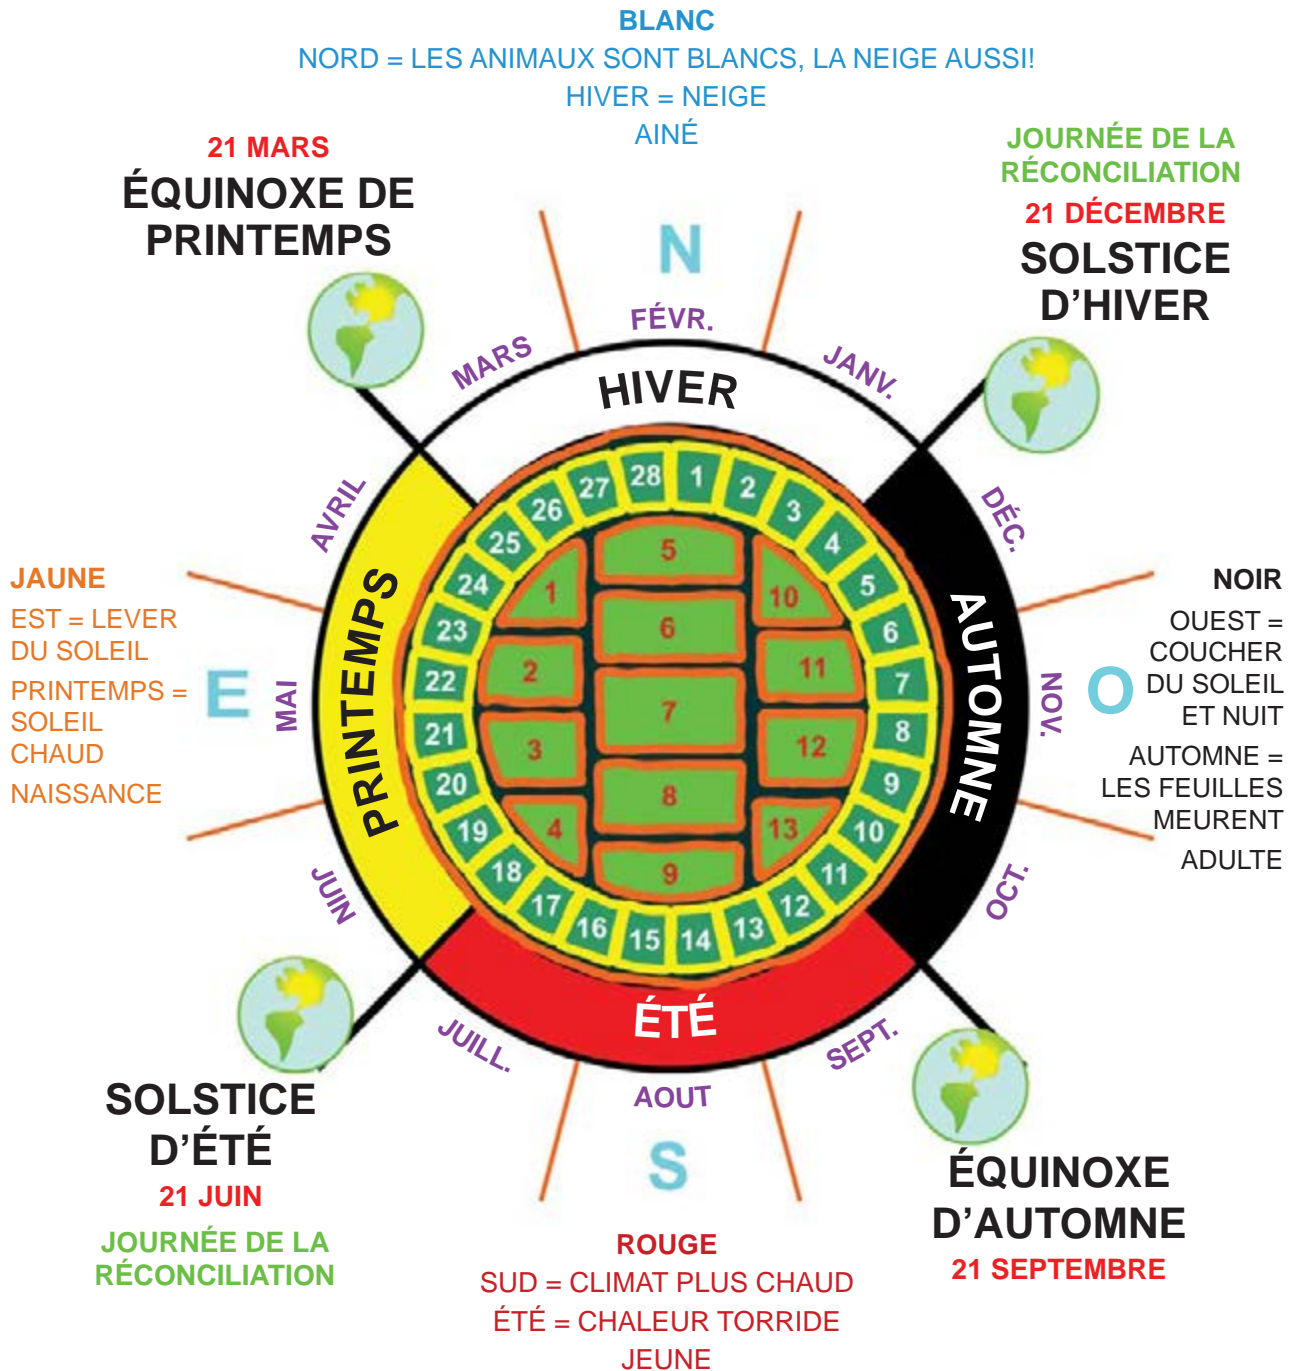 BLANC
NORD = LES ANIMAUX SONT BLANCS, LA NEIGE AUSSI!
HIVER = NEIGE
AINÉ
21 MARS
ÉQUINOXE DE
PRINTEMPS
JOURNÉE DE LA
RÉCONCILIATION
21 DÉCEMBRE
SOLSTICE
D’HIVER
N
FÉVR.
MARS
JANV.
HIVER
AVRIL
DÉC.
28 1 2 3 4 5 6 7 8 9 10 11 12 13 14 15 16 17 18 19 20 21 22 23 24 25 26 27
1
2
3
4
5
6
7
8
9
10
11
12
13
JAUNE
EST = LEVER
DU SOLEIL
PRINTEMPS =
SOLEIL
CHAUD
NAISSANCE
E
MAI
PRINTEMPS
AUTOMNE
NOV.
O
NOIR
OUEST =
COUCHER
DU SOLEIL
ET NUIT
AUTOMNE =
LES FEUILLES
MEURENT
ADULTE
JUIN
OCT.
ÉTÉ
JUILL.
SEPT.
AOUT
S
SOLSTICE
D’ÉTÉ
21 JUIN
JOURNÉE DE LA
RÉCONCILIATION
ÉQUINOXE
D’AUTOMNE
21 SEPTEMBRE
ROUGE
SUD = CLIMAT PLUS CHAUD
ÉTÉ = CHALEUR TORRIDE
JEUNE